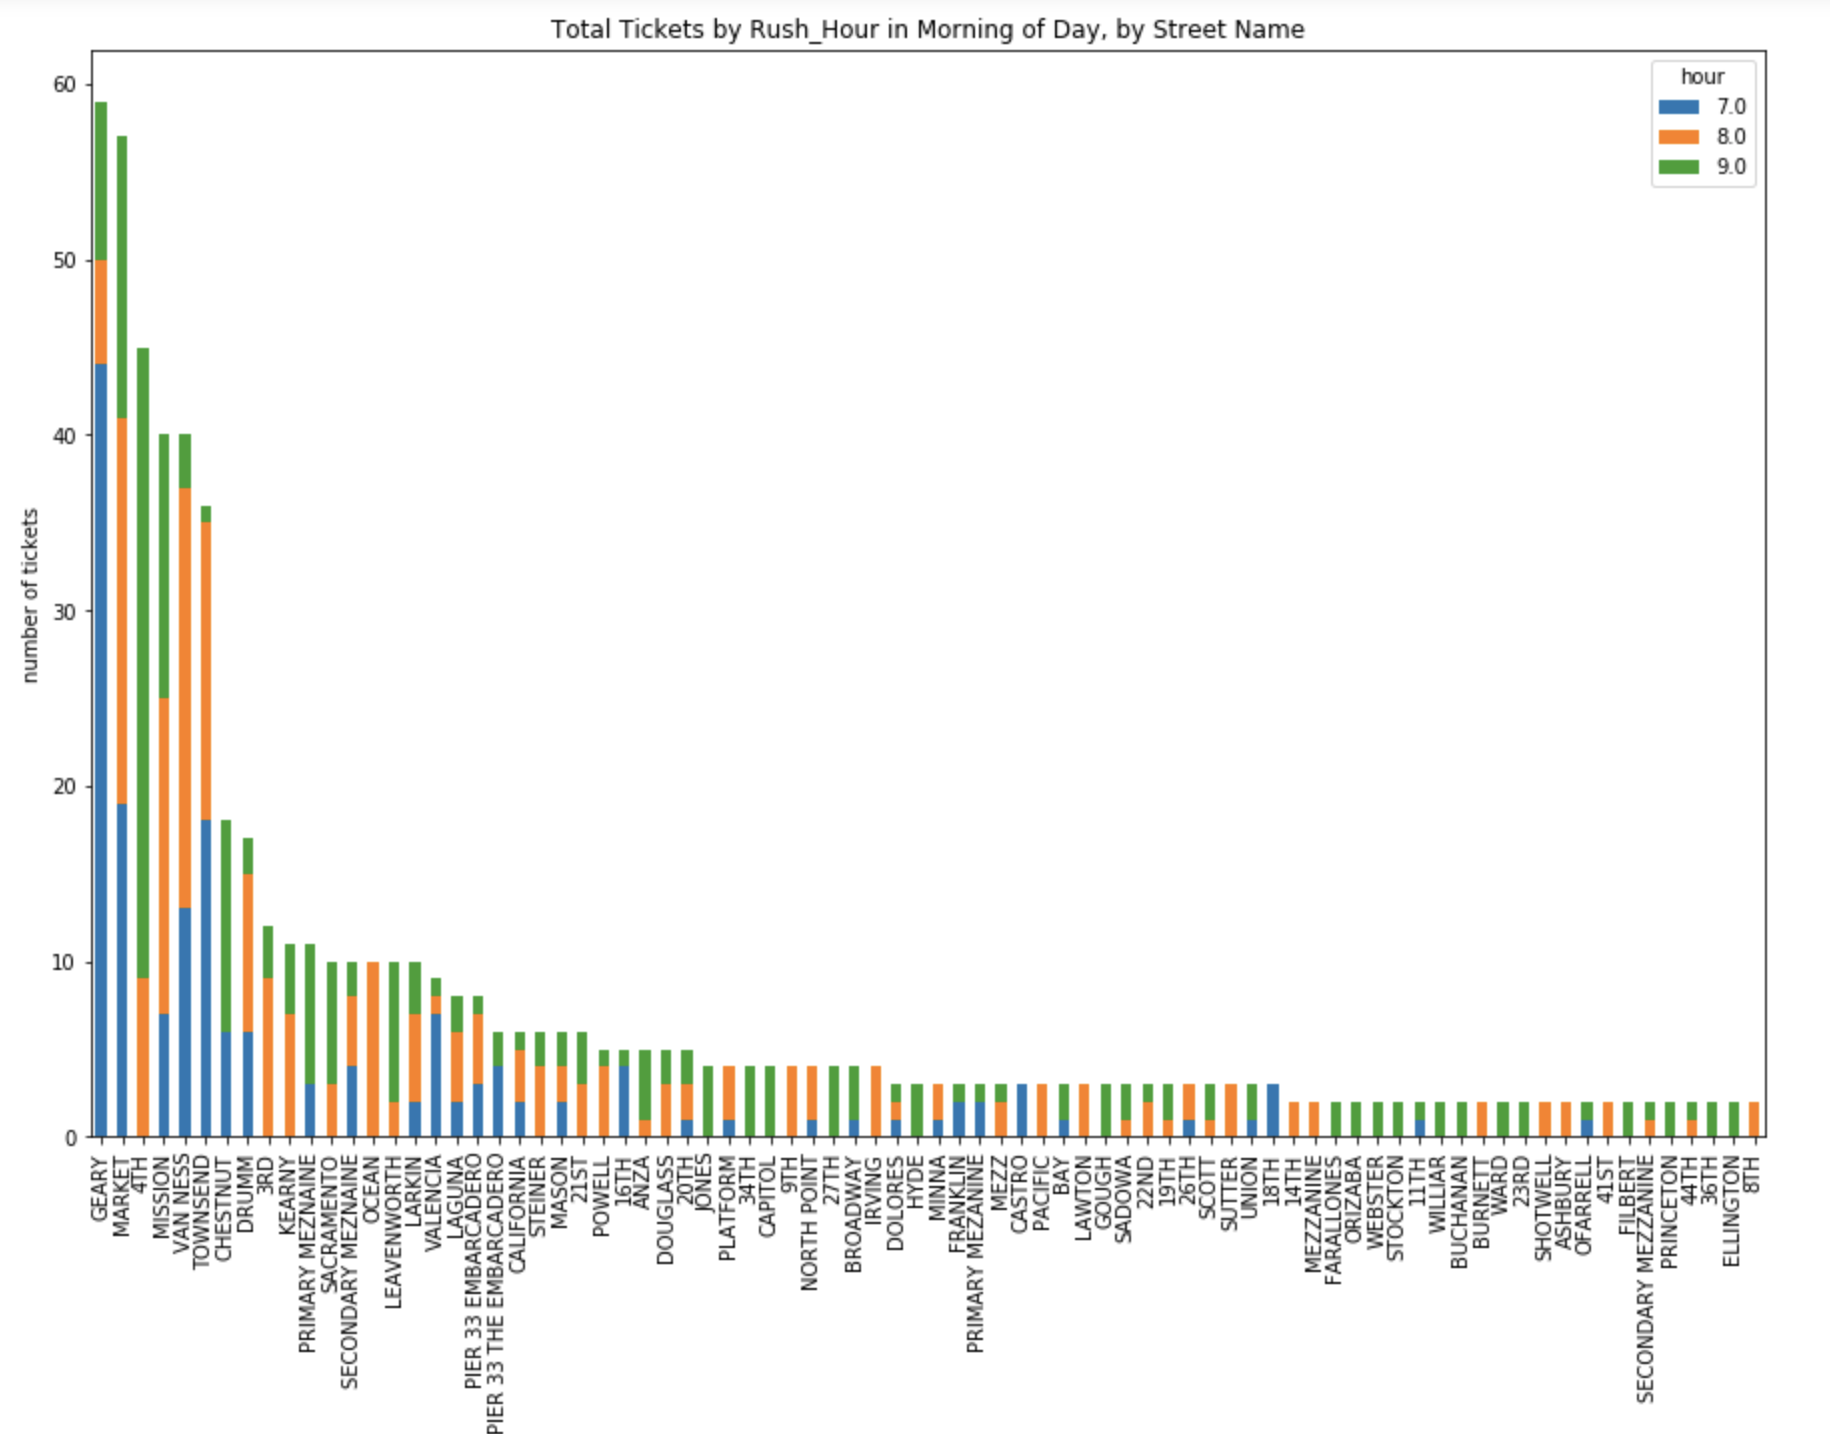 Total Tickets by Rush_Hour in Morning of Day, by Street Name
hour
7.0
8.0
9.0
number of tickets
60
50
40
30
20
10
0
GEARY
MARKET
4TH
MISSION
VAN NESS
TOWNSEND
CHESTNUT
DRUMM
3RD
KEARNY
PRIMARY MEZNAINE
SACRAMENTO
SECONDARY MEZNAINE
OCEAN
LEAVENWORTH
LARKIN
VALENCIA
LAGUNA
PIER 33 EMBARCADERO
PIER 33 THE EMBARCADERO
CALIFORNIA
STEINER
MASON
21ST
POWELL
16TH
ANZA
DOUGLASS
20TH
JONES
PLATFORM
34TH
CAPITOL
9TH
NORTH POINT
27TH
BROADWAY
IRVING
DOLORES
HYDE
MINNA
FRANKLIN
PRIMARY MEZANINE
MEZZ
CASTRO
PACIFIC
BAY
LAWTON
GOUGH
SADOWA
22ND
19TH
26TH
SCOTT
SUTTER
UNION
18TH
14TH
MEZZANINE
FARALLONES
ORIZABA
WEBSTER
STOCKTON
11TH
WILLIAR
BUCHANAN
BURNETT
WARD
23RD
SHOTWELL
ASHBURY
OFARRELL
41ST
FILBERT
SECONDARY MEZZANINE
PRINCETON
44TH
36TH
ELLINGTON
8TH